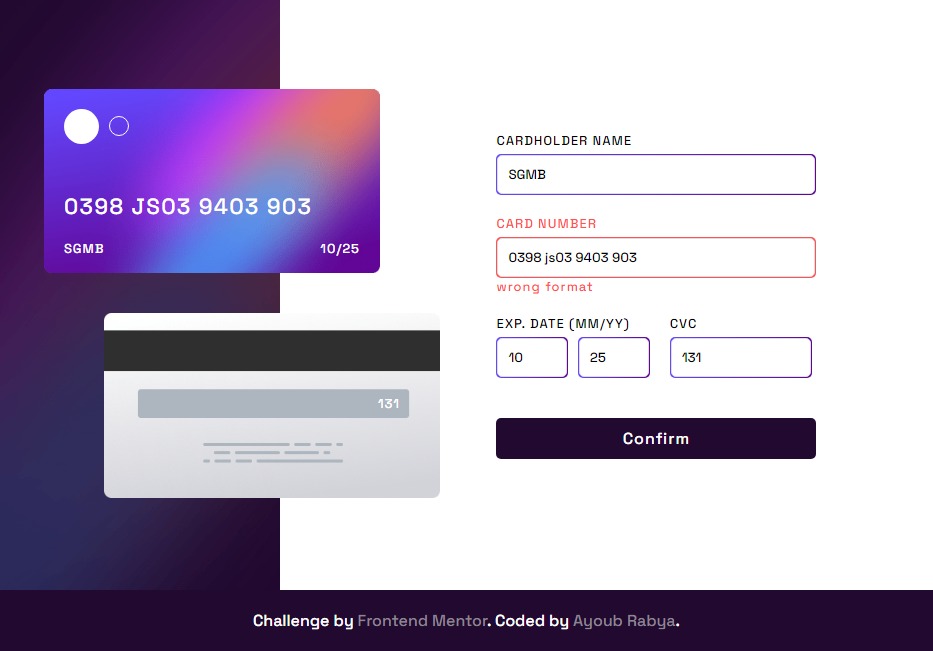 0398 JS03 9403 903
SGMB
10/25
131
CARDHOLDER NAME
SGMB
CARD NUMBER
0398 js03 9403 903
wrong format
EXP. DATE (MM/YY) CVC
10 25 131
Confirm
Challenge by Frontend Mentor. Coded by Ayoub Rabya.